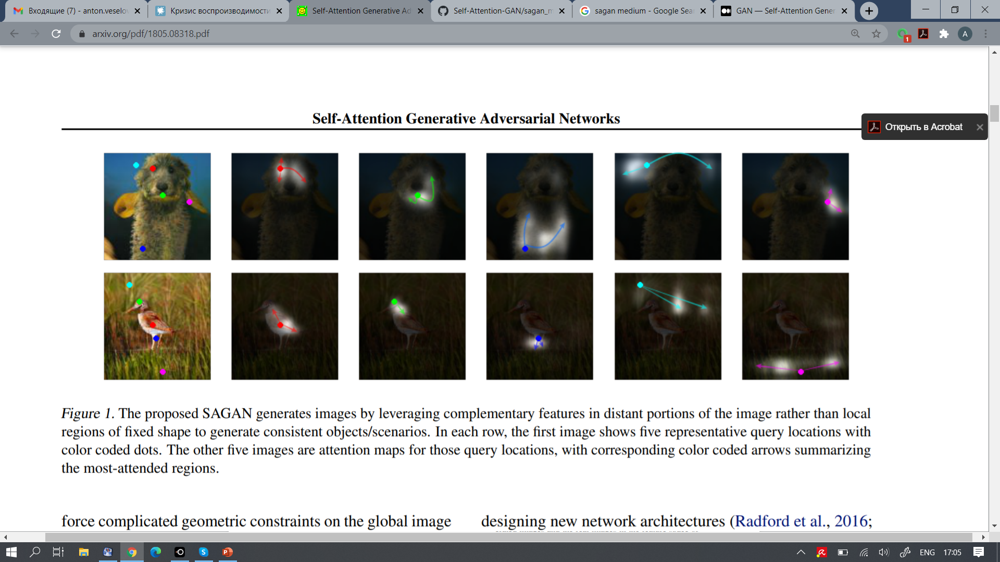 Входящие (7) - anton.veselov
Кризис воспроизводимости
Self-Attention Generative Ad
Self-Attention-GAN/sagan_m
sagan medium - Google Sear
GAN — Self-Attention Gener
arxiv.org/pdf/1805.08318.pdf
1
A
Self-Attention Generative Adversarial Networks
Открыть в Acrobat
Figure 1. The proposed SAGAN generates images by leveraging complementary features in distant portions of the image rather than local
regions of fixed shape to generate consistent objects/scenarios. In each row, the first image shows five representative query locations with
color coded dots. The other five images are attention maps for those query locations, with corresponding color coded arrows summarizing
the most-attended regions.
force complicated geometric constraints on the global image
designing new network architectures (Radford et al., 2016;
ENG
17:05